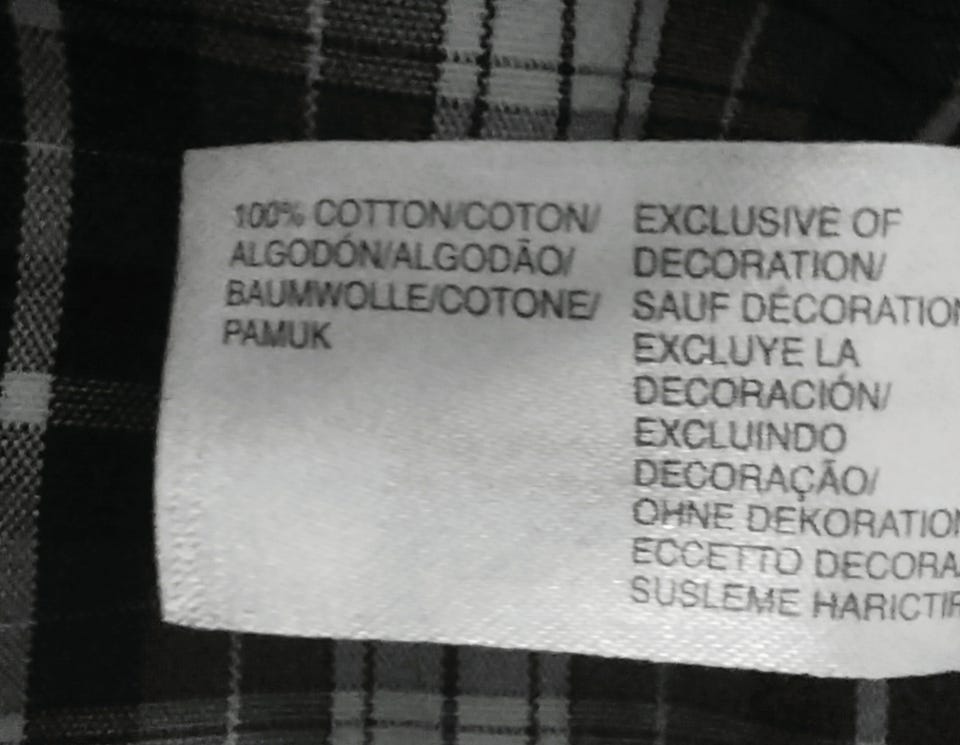 100% COTTON/COTON/
ALGODÓN/ALGODÃO/
BAUMWOLLE/COTONE/
PAMUK
EXCLUSIVE OF
DECORATION/
SAUF DÉCORATION
EXCLUYE LA
DECORACIÓN/
EXCLUINDO
DECORAÇÃO/
OHNE DEKORATION
ECCETTO DECORA
SUSLEME HARICTIR